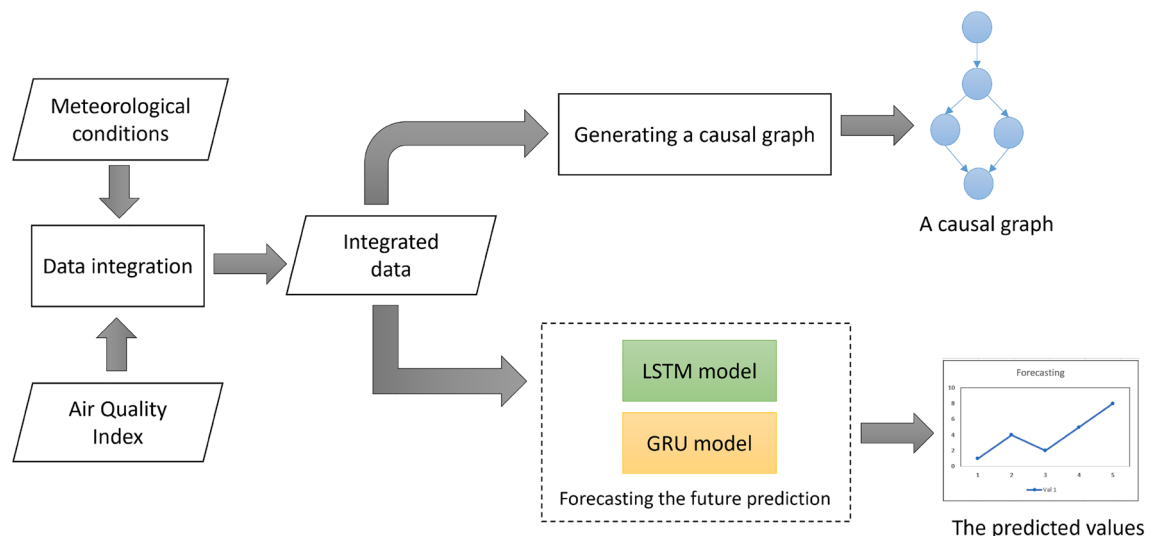 Meteorological
conditions
Data integration
Air Quality
Index
Integrated
data
Generating a causal graph
A causal graph
LSTM model
GRU model
Forecasting the future prediction
Forecasting
10
8
6
4
2
0
1 2 3 4 5
Val 1
The predicted values